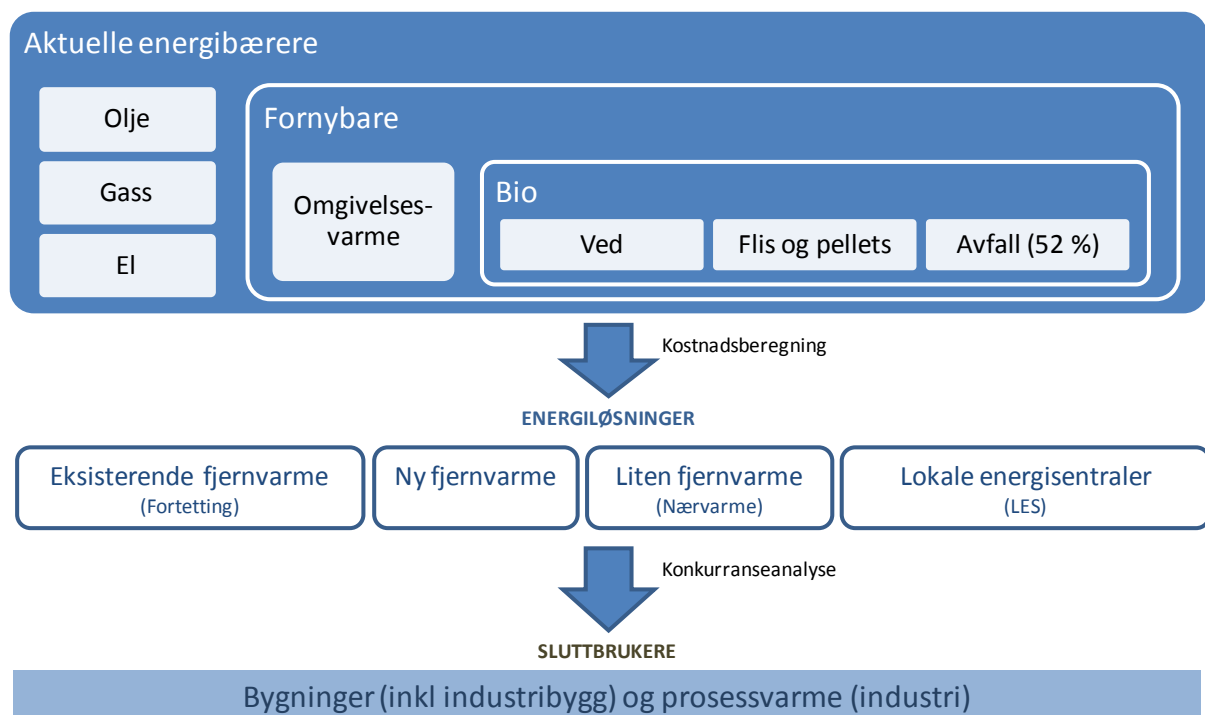 Aktuelle energibærere
Olje
Gass
El
Fornybare
Omgivelses-
varme
Bio
Ved
Flis og pellets
Avfall (52 %)
Kostnadsberegning
ENERGILØSNINGER
Eksisterende fjernvarme
(Fortetting)
Ny fjernvarme
Liten fjernvarme
(Nærvarme)
Lokale energisentraler
(LES)
Konkurranseanalyse
SLUTTBRUKERE
Bygninger (inkl industribygg) og prosessvarme (industri)